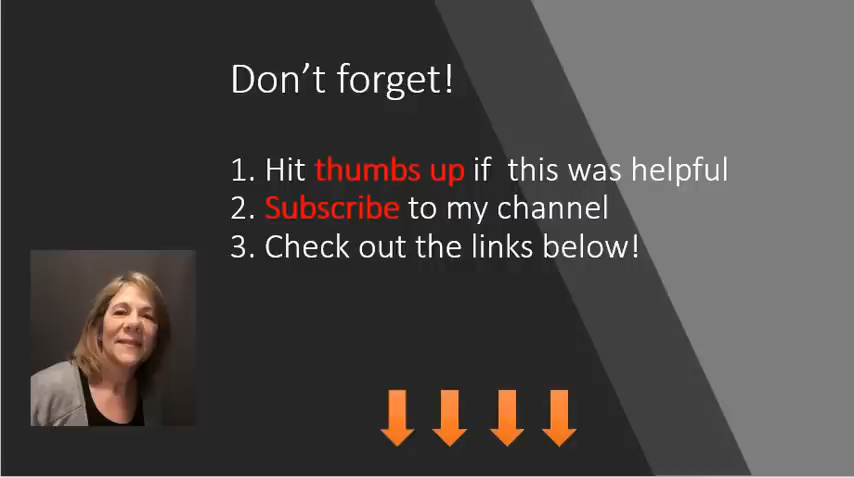 Don’t forget!
1. Hit thumbs up if  this was helpful
2. Subscribe to my channel
3. Check out the links below!